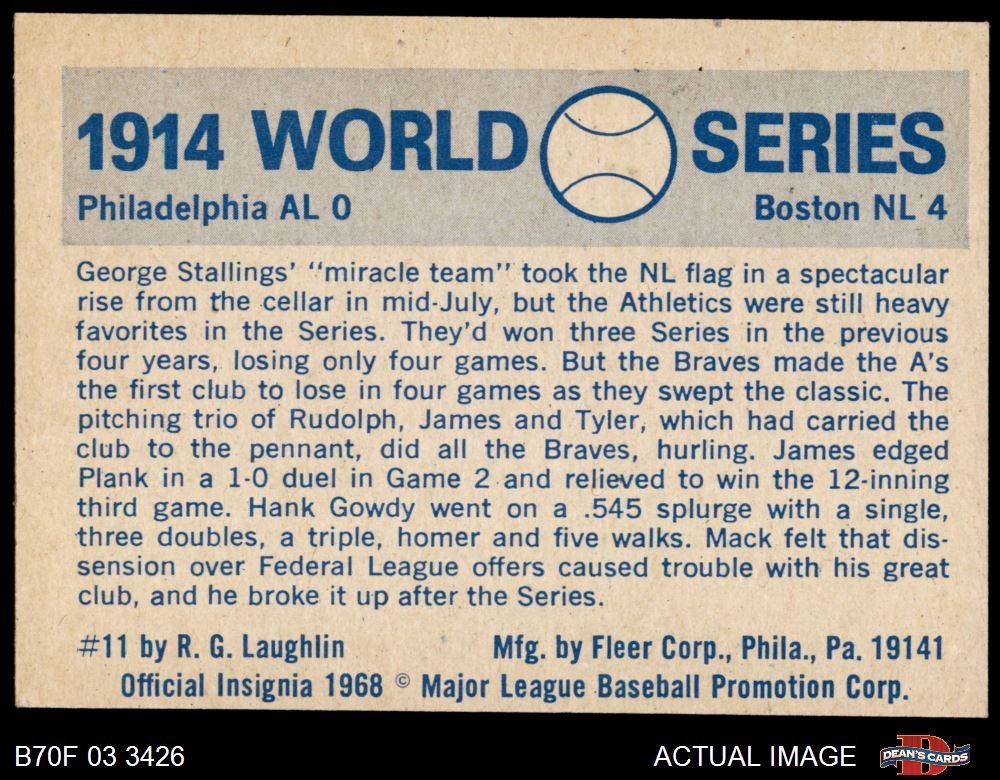 1914 WORLD SERIES
Philadelphia AL 0 Boston NL 4
George Stallings' "miracle team" took the NL flag in a spectacular
rise from the cellar in mid-July, but the Athletics were still heavy
favorites in the Series. They'd won three Series in the previous
four years, losing only four games. But the Braves made the A's
the first club to lose in four games as they swept the classic. The
pitching trio of Rudolph, James and Tyler, which had carried the
club to the pennant, did all the Braves, hurling. James edged
Plank in a 1-0 duel in Game 2 and relieved to win the 12-inning
third game. Hank Gowdy went on a .545 splurge with a single,
three doubles, a triple, homer and five walks. Mack felt that dis-
sension over Federal League offers caused trouble with his great
club, and he broke it up after the Series.
#11 by R. G. Laughlin Mfg. by Fleer Corp., Phila., Pa. 19141
Official Insignia 1968 © Major League Baseball Promotion Corp.
B70F 03 3426 ACTUAL IMAGE D DEAN'S CARDS